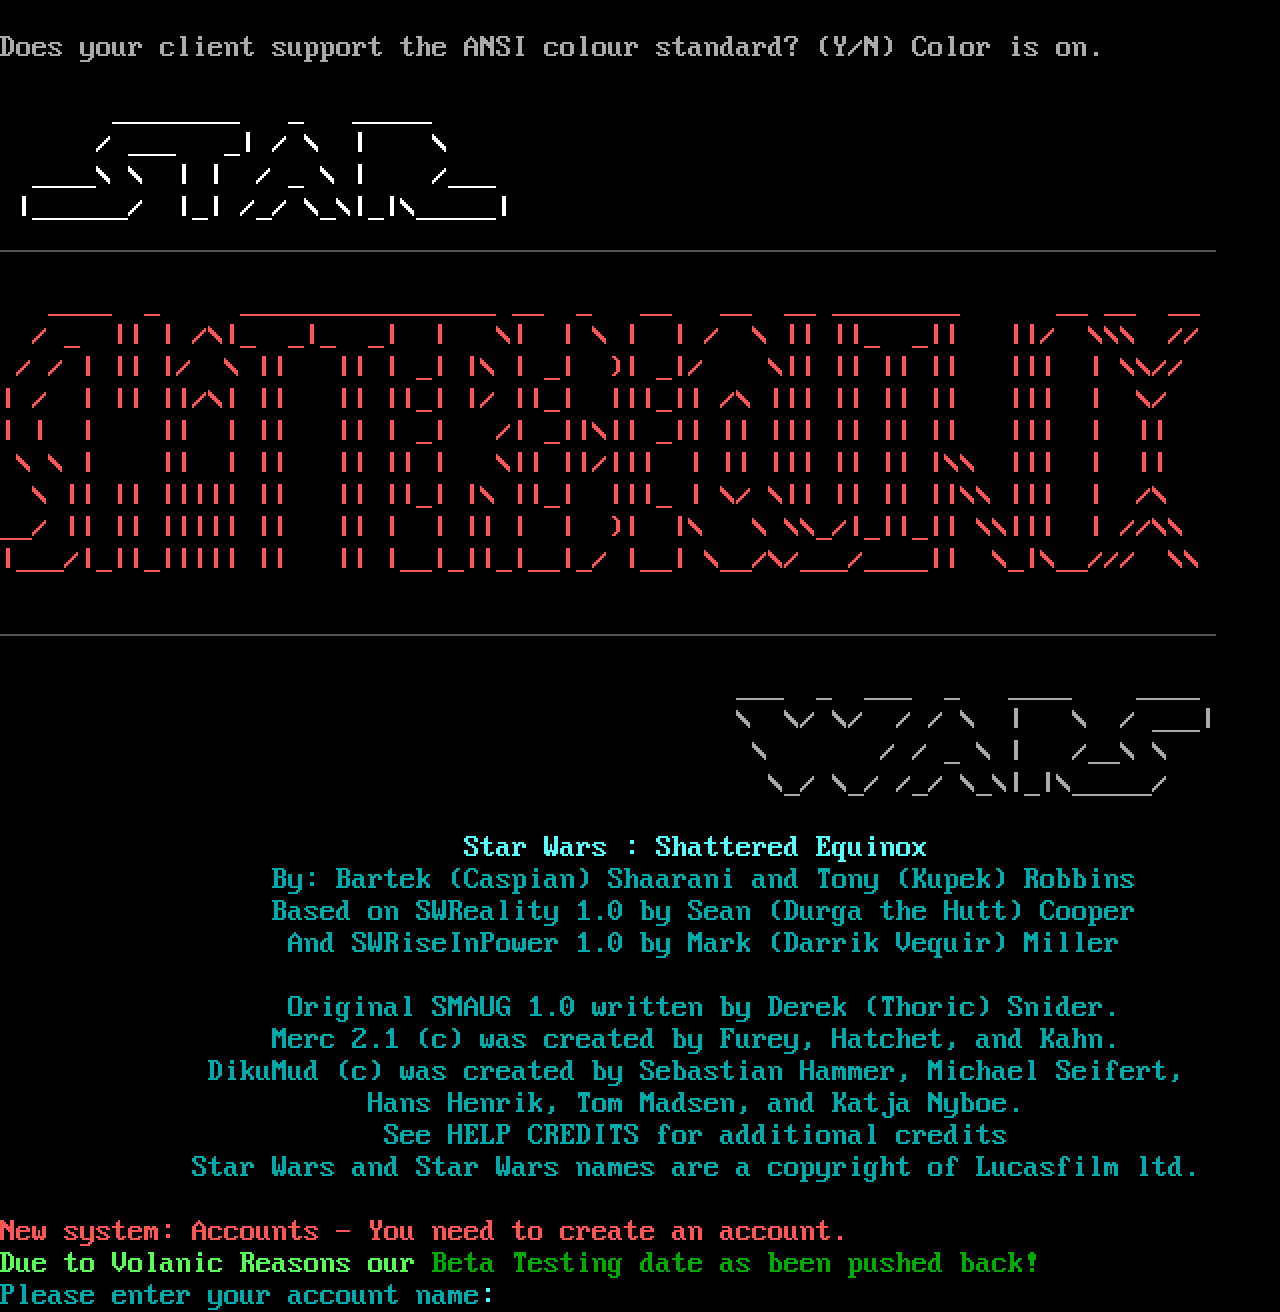 Does your client support the ANSI colour standard? (Y/N) Color is on.
STAR
SHATTERED EQUINOX
WARS
Star Wars : Shattered Equinox
By: Bartek (Caspian) Shaarani and Tony (Kupek) Robbins
Based on SWReality 1.0 by Sean (Durga the Hutt) Cooper
And SWRiseInPower 1.0 by Mark (Darrik Vequir) Miller
Original SMAUG 1.0 written by Derek (Thoric) Snider.
Merc 2.1 (c) was created by Furey, Hatchet, and Kahn.
DikuMud (c) was created by Sebastian Hammer, Michael Seifert,
Hans Henrik, Tom Madsen, and Katja Nyboe.
See HELP CREDITS for additional credits
Star Wars and Star Wars names are a copyright of Lucasfilm ltd.
New system: Accounts - You need to create an account.
Due to Volanic Reasons our Beta Testing date as been pushed back!
Please enter your account name: